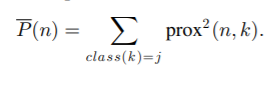 P̅(n) = ∑ prox²(n, k).
class(k)=j